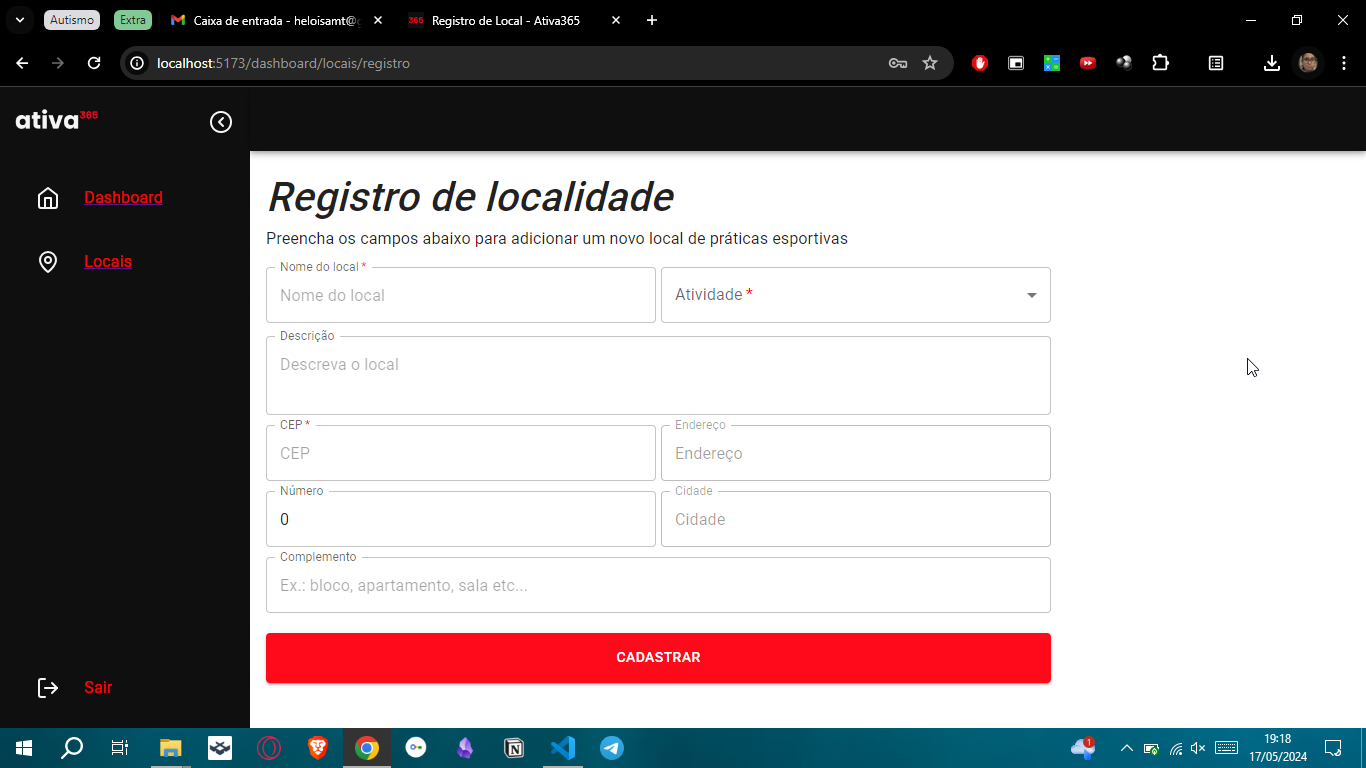 Autismo
Extra
Caixa de entrada - heloisamt@g
Registro de Local - Ativa365
localhost:5173/dashboard/locais/registro
ativa365
Dashboard
Locais
Sair
Registro de localidade
Preencha os campos abaixo para adicionar um novo local de práticas esportivas
Nome do local *
Nome do local
Atividade *
Descrição
Descreva o local
CEP *
CEP
Endereço
Endereço
Número
0
Cidade
Cidade
Complemento
Ex.: bloco, apartamento, sala etc...
CADASTRAR
1
19:18
17/05/2024